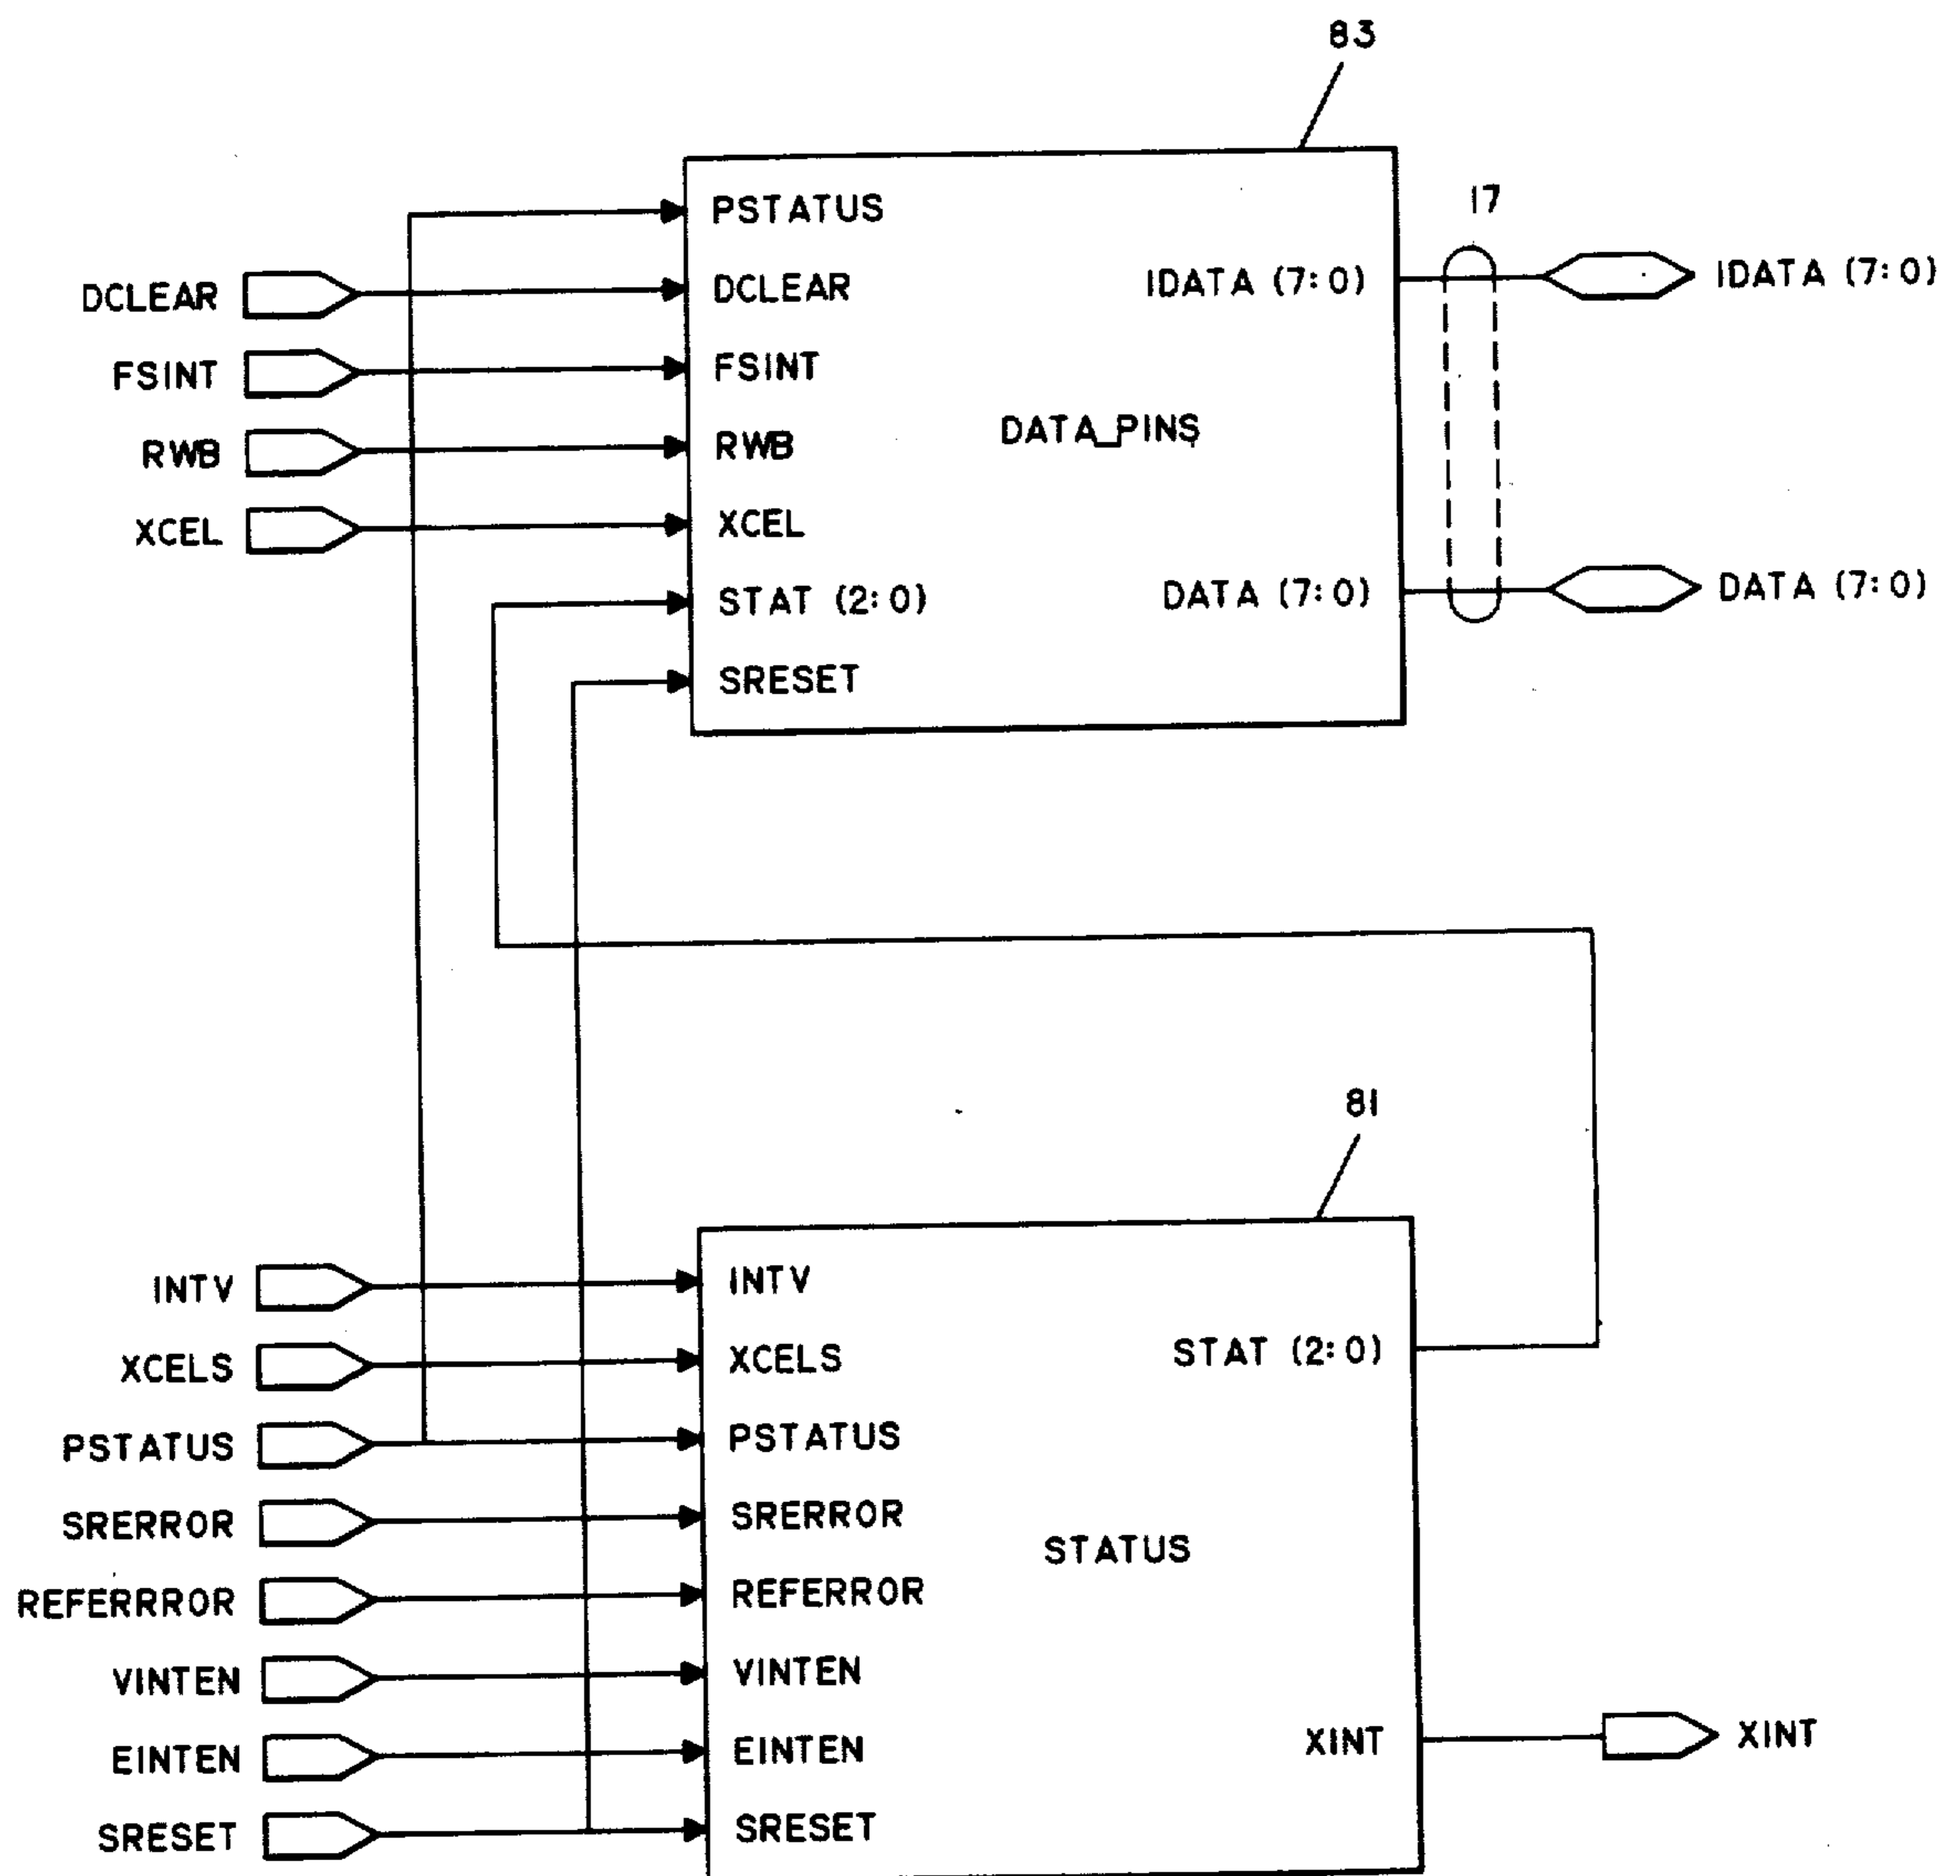 83
PSTATUS
17
DCLEAR
DCLEAR
IDATA (7:0)
IDATA (7:0)
FSINT
FSINT
RWB
RWB
DATA_PINS
XCEL
XCEL
STAT (2:0)
DATA (7:0)
DATA (7:0)
SRESET
81
INTV
INTV
XCELS
XCELS
STAT (2:0)
PSTATUS
PSTATUS
SRERROR
SRERROR
STATUS
REFERRROR
REFERROR
VINTEN
VINTEN
EINTEN
EINTEN
XINT
XINT
SRESET
SRESET